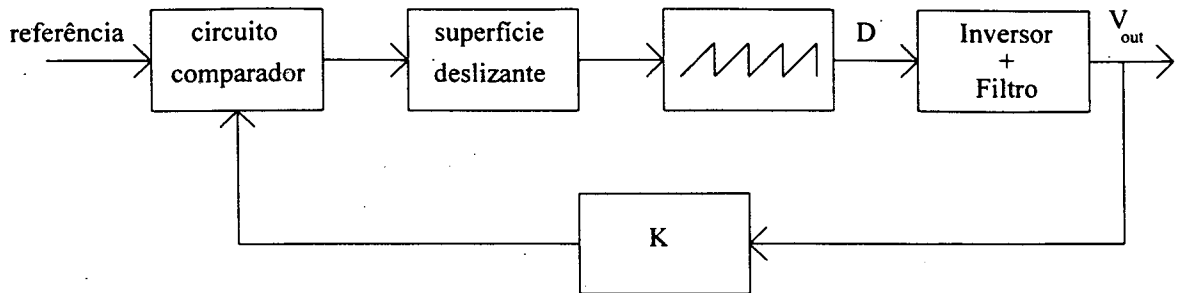 referência
circuito
comparador
superfície
deslizante
D
Inversor
+
Filtro
V
out
K